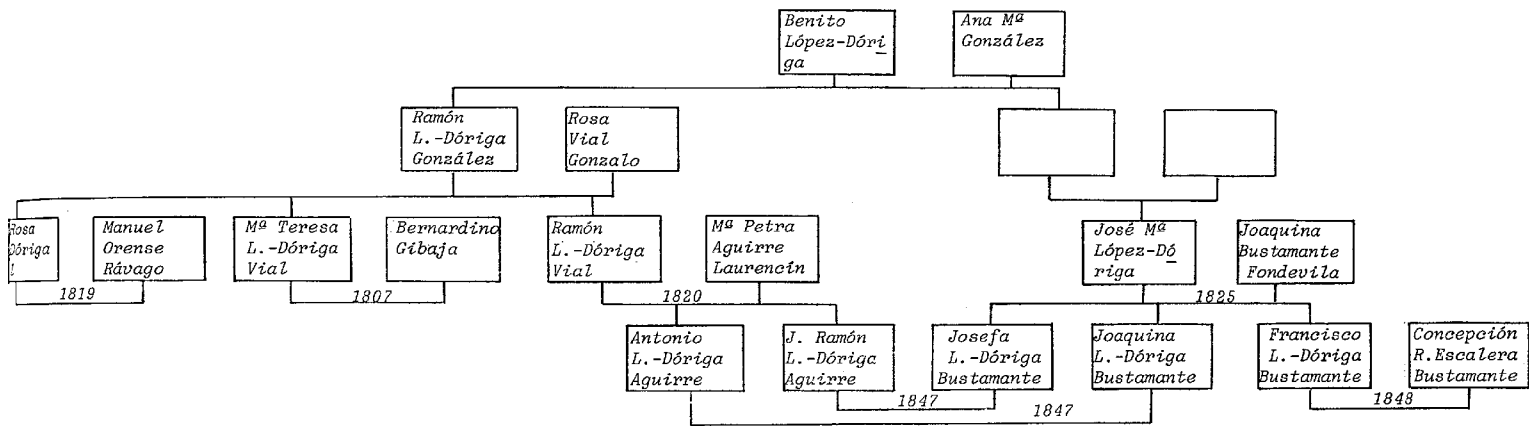 Benito
López-Dóri
ga
Ana Mª
González
Ramón
L.-Dóriga
González
Rosa
Vial
Gonzalo
Rosa
Dóriga
l
Manuel
Orense
Rávago
1819
Mª Teresa
L.-Dóriga
Vial
Bernardino
Gibaja
1807
Ramón
L.-Dóriga
Vial
Mª Petra
Aguirre
Laurencín
1820
José Mª
López-Dó
riga
Joaquina
Bustamante
Fondevila
1825
Antonio
L.-Dóriga
Aguirre
J. Ramón
L.-Dóriga
Aguirre
Josefa
L.-Dóriga
Bustamante
Joaquina
L.-Dóriga
Bustamante
Francisco
L.-Dóriga
Bustamante
Concepción
R.Escalera
Bustamante
1847
1847
1848